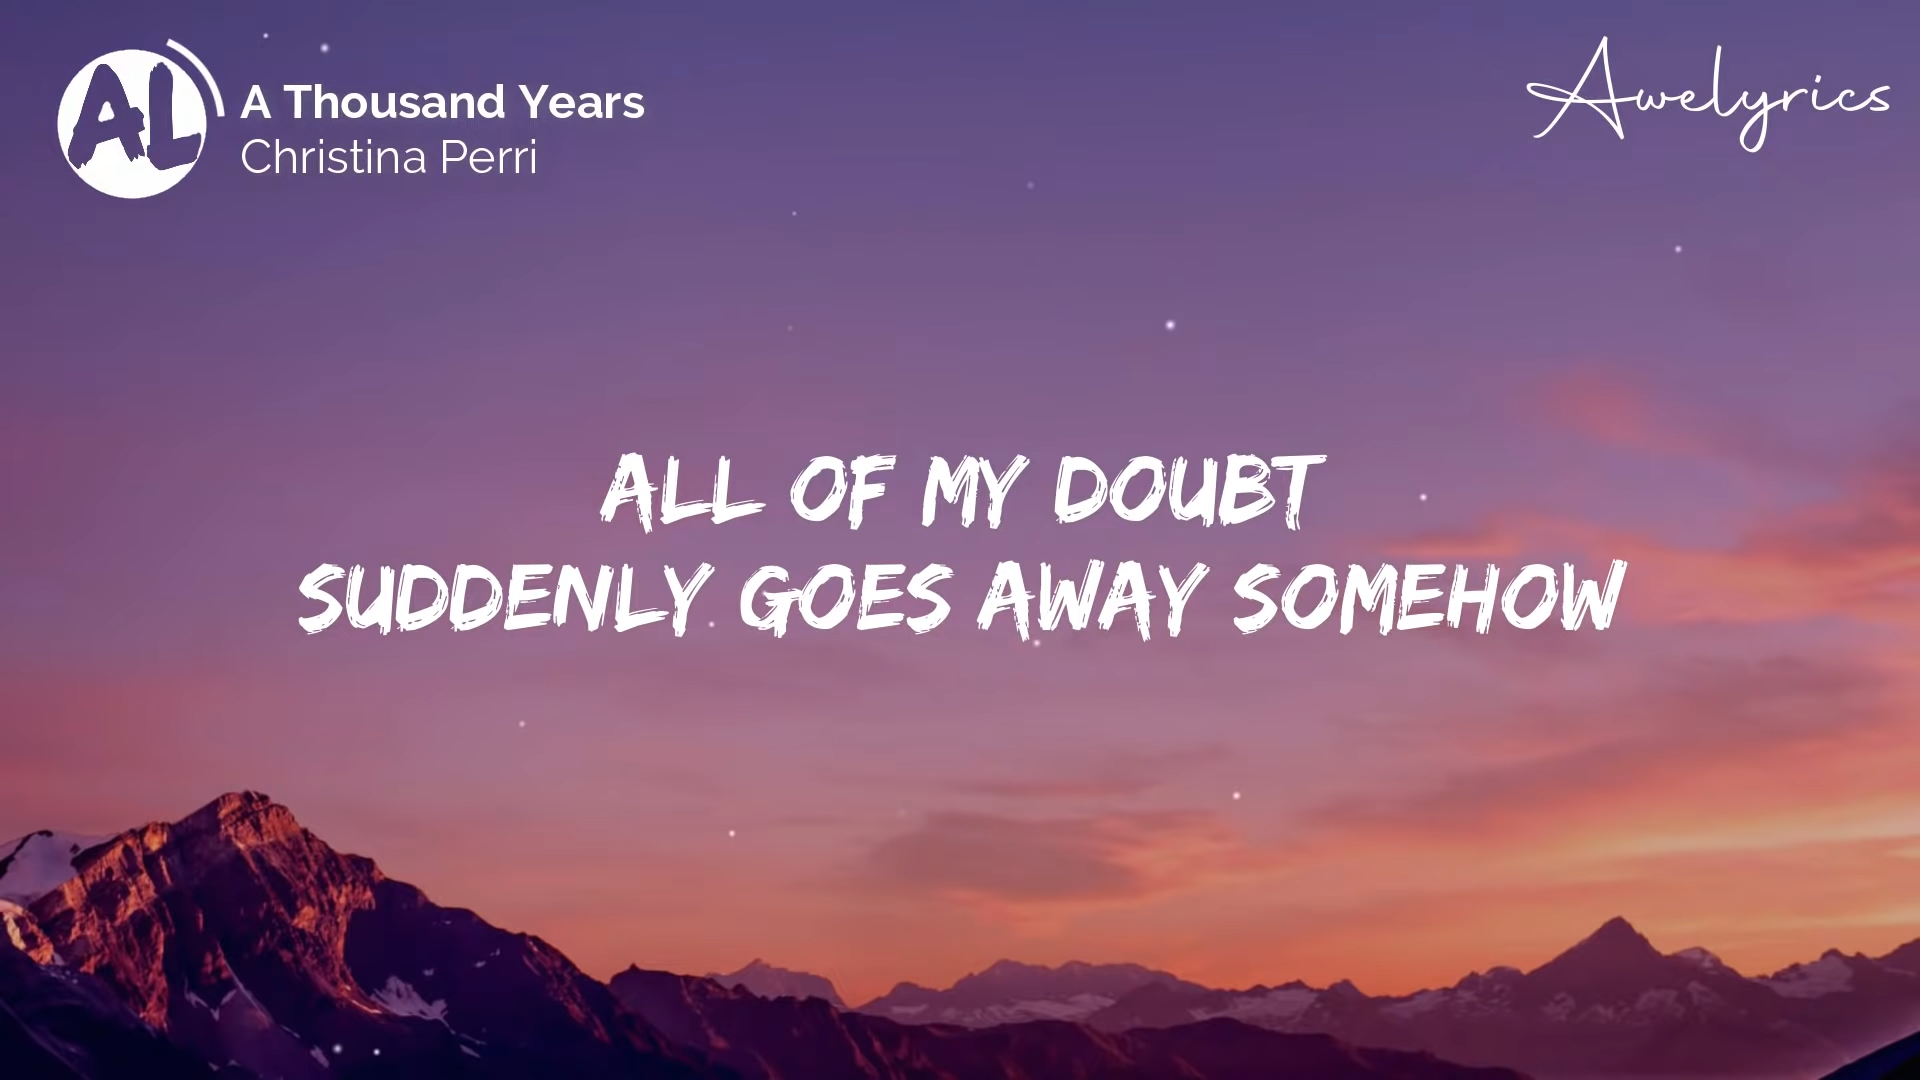 AL
A Thousand Years
Christina Perri
Awelyrics
ALL OF MY DOUBT
SUDDENLY GOES AWAY SOMEHOW